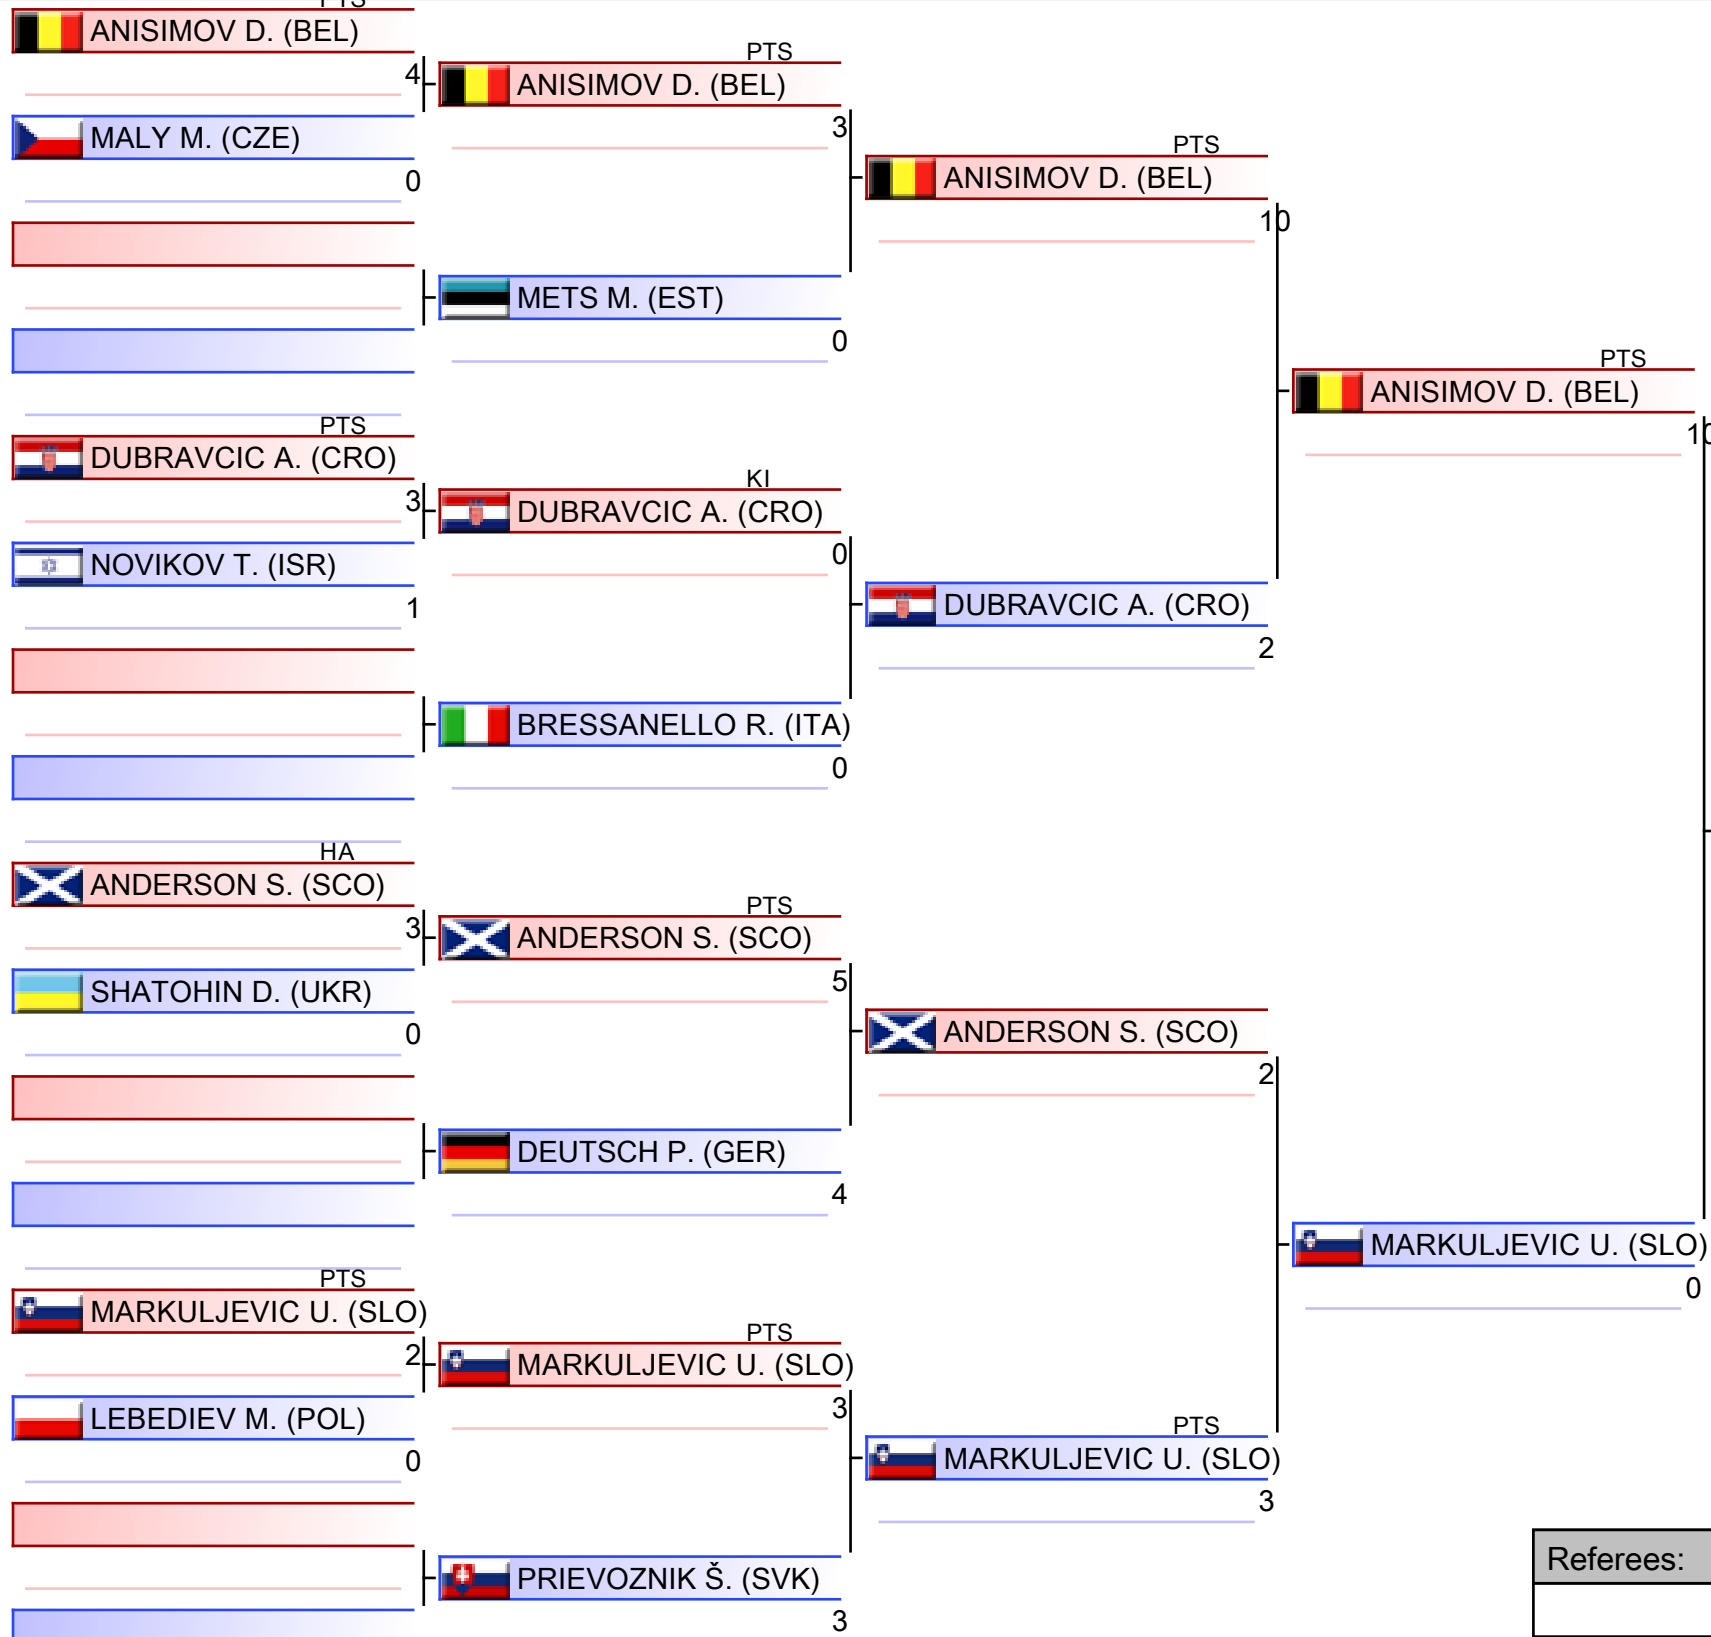 PTS
ANISIMOV D. (BEL)
4
MALY M. (CZE)
0
PTS
DUBRAVCIC A. (CRO)
3
NOVIKOV T. (ISR)
1
HA
ANDERSON S. (SCO)
3
SHATOHIN D. (UKR)
0
PTS
MARKULJEVIC U. (SLO)
2
LEBEDIEV M. (POL)
0
PTS
ANISIMOV D. (BEL)
3
METS M. (EST)
0
KI
DUBRAVCIC A. (CRO)
0
BRESSANELLO R. (ITA)
0
PTS
ANDERSON S. (SCO)
5
DEUTSCH P. (GER)
4
PTS
MARKULJEVIC U. (SLO)
3
PRIEVOZNIK Š. (SVK)
3
PTS
ANISIMOV D. (BEL)
10
DUBRAVCIC A. (CRO)
2
ANDERSON S. (SCO)
2
PTS
MARKULJEVIC U. (SLO)
3
PTS
ANISIMOV D. (BEL)
10
MARKULJEVIC U. (SLO)
0
Referees: